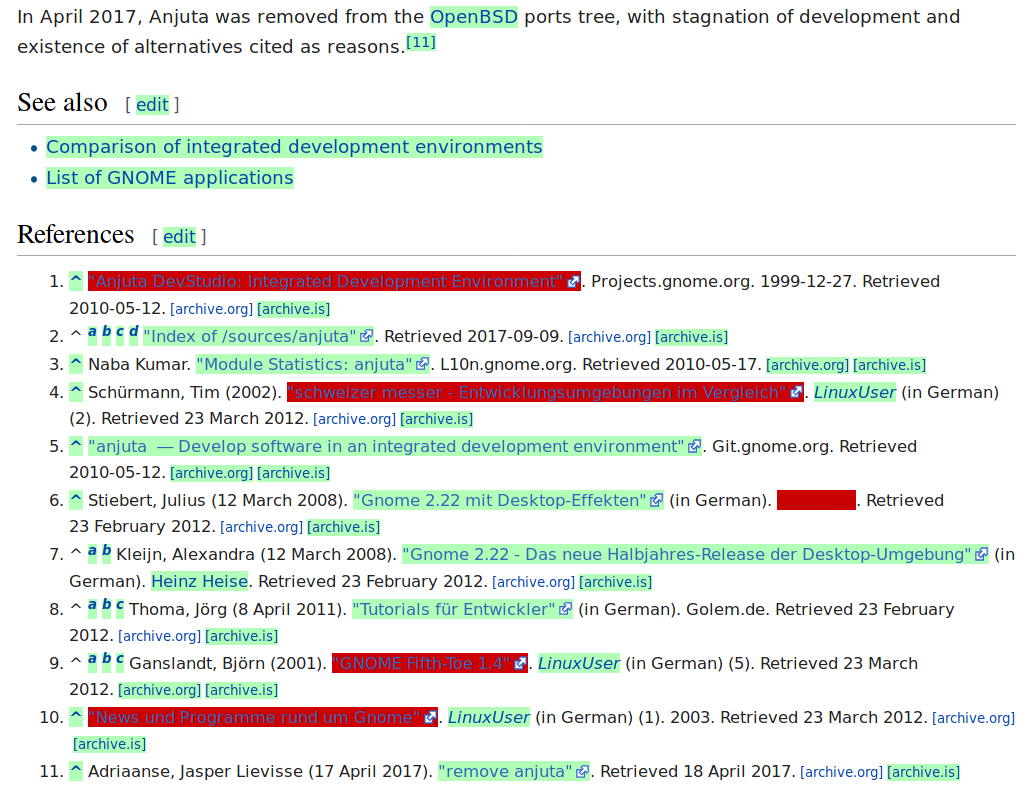 In April 2017, Anjuta was removed from the OpenBSD ports tree, with stagnation of development and
existence of alternatives cited as reasons.[11]
See also [ edit ]
• Comparison of integrated development environments
• List of GNOME applications
References [ edit ]
1. ^ "Anjuta DevStudio: Integrated Development Environment". Projects.gnome.org. 1999-12-27. Retrieved
2010-05-12. [archive.org] [archive.is]
2. ^ a b c d "Index of /sources/anjuta". Retrieved 2017-09-09. [archive.org] [archive.is]
3. ^ Naba Kumar. "Module Statistics: anjuta". L10n.gnome.org. Retrieved 2010-05-17. [archive.org] [archive.is]
4. ^ Schürmann, Tim (2002). "schweizer messer - Entwicklungsumgebungen im Vergleich". LinuxUser (in German)
(2). Retrieved 23 March 2012. [archive.org] [archive.is]
5. ^ "anjuta — Develop software in an integrated development environment". Git.gnome.org. Retrieved
2010-05-12. [archive.org] [archive.is]
6. ^ Stiebert, Julius (12 March 2008). "Gnome 2.22 mit Desktop-Effekten" (in German). . Retrieved
23 February 2012. [archive.org] [archive.is]
7. ^ a b Kleijn, Alexandra (12 March 2008). "Gnome 2.22 - Das neue Halbjahres-Release der Desktop-Umgebung" (in
German). Heinz Heise. Retrieved 23 February 2012. [archive.org] [archive.is]
8. ^ a b c Thoma, Jörg (8 April 2011). "Tutorials für Entwickler" (in German). Golem.de. Retrieved 23 February
2012. [archive.org] [archive.is]
9. ^ a b c Ganslandt, Björn (2001). "GNOME Fifth-Toe 1.4". LinuxUser (in German) (5). Retrieved 23 March
2012. [archive.org] [archive.is]
10. ^ "News und Programme rund um Gnome". LinuxUser (in German) (1). 2003. Retrieved 23 March 2012. [archive.org]
[archive.is]
11. ^ Adriaanse, Jasper Lievisse (17 April 2017). "remove anjuta". Retrieved 18 April 2017. [archive.org] [archive.is]